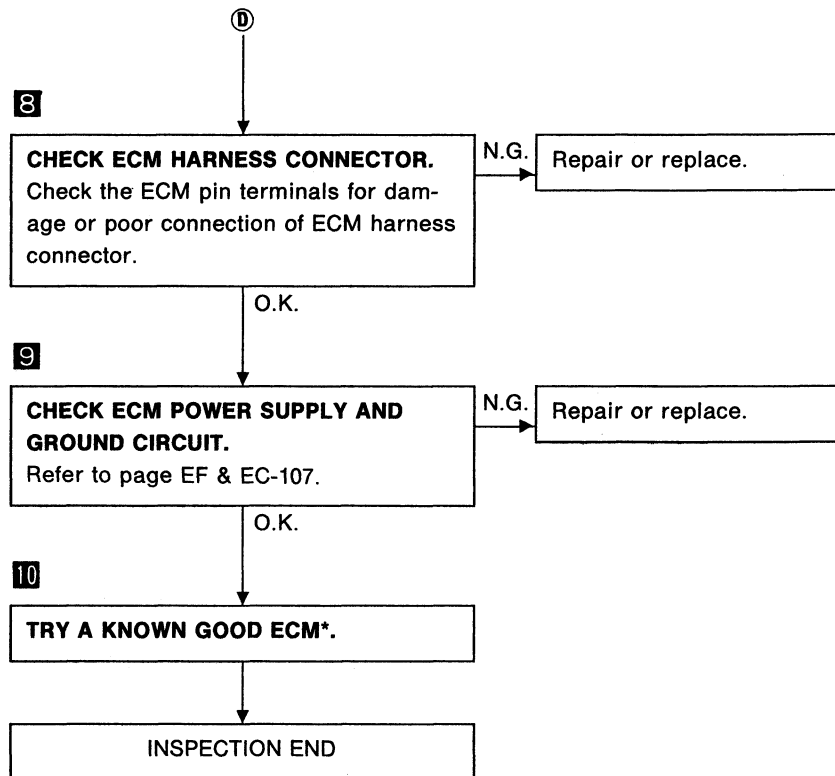 D
8
CHECK ECM HARNESS CONNECTOR.
Check the ECM pin terminals for dam-
age or poor connection of ECM harness
connector.
N.G.
Repair or replace.
O.K.
9
CHECK ECM POWER SUPPLY AND
GROUND CIRCUIT.
Refer to page EF & EC-107.
N.G.
Repair or replace.
O.K.
10
TRY A KNOWN GOOD ECM*.
INSPECTION END